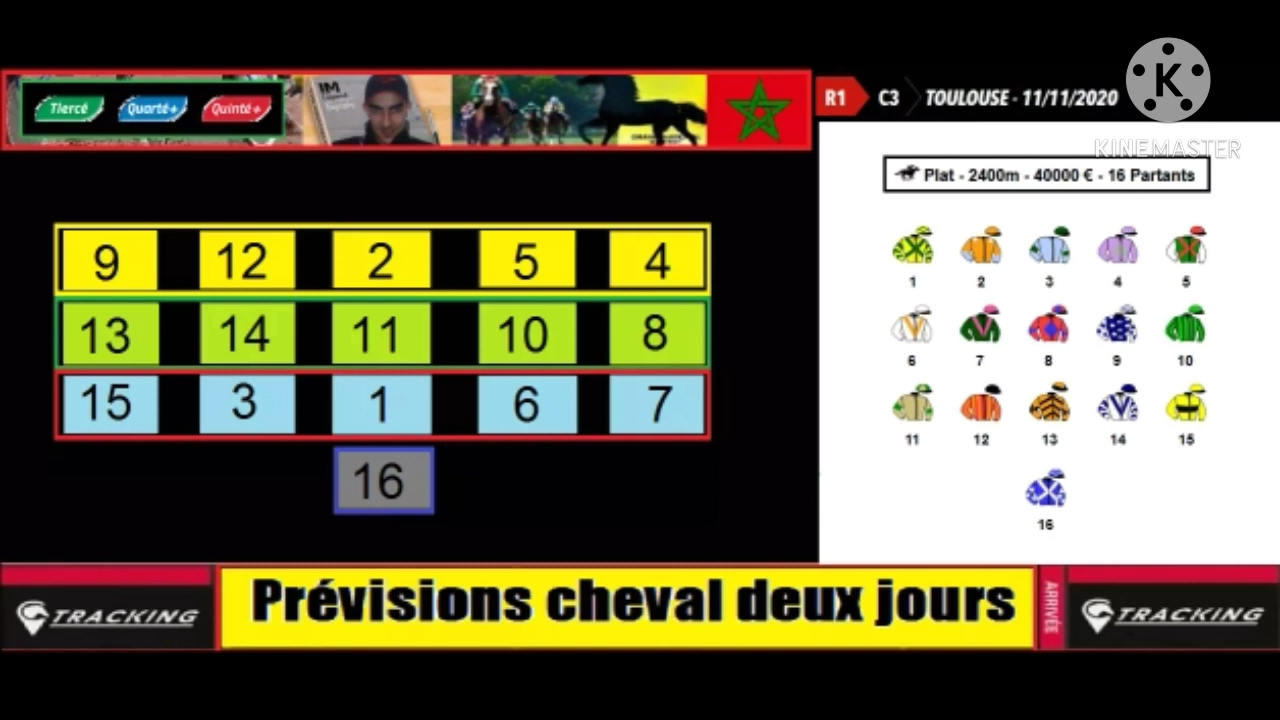 Tiercé Quarté+ Quinté+
IM
R1 C3 TOULOUSE - 11/11/2020
K
KINEMASTER
Plat - 2400m - 40000 € - 16 Partants
9 12 2 5 4
13 14 11 10 8
15 3 1 6 7
16
1 2 3 4 5
6 7 8 9 10
11 12 13 14 15
16
TRACKING
Prévisions cheval deux jours
ARRIVÉE
TRACKING